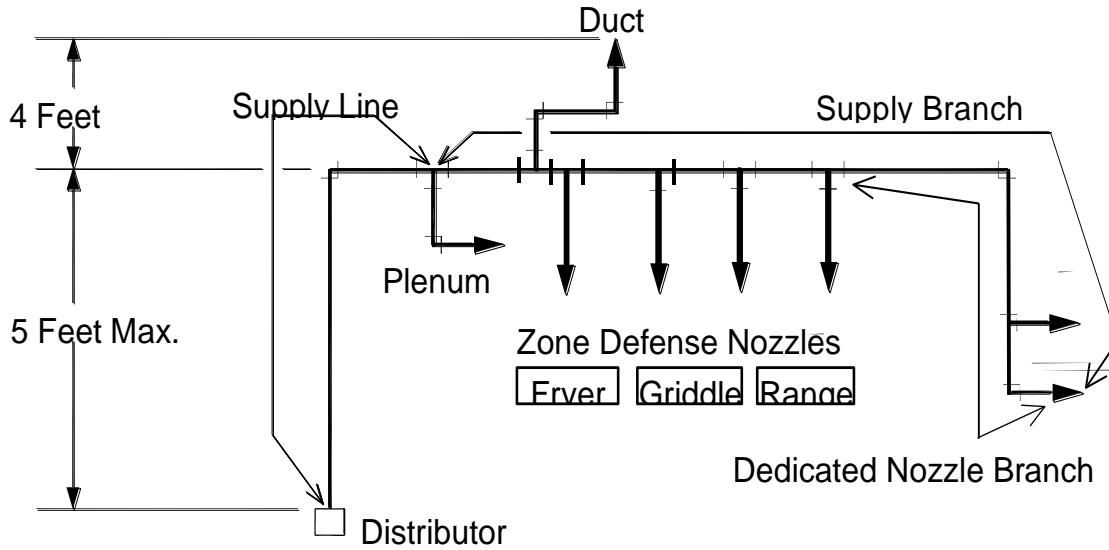 Duct
Supply Line
Supply Branch
4 Feet
Plenum
5 Feet Max.
Zone Defense Nozzles
Fryer
Griddle
Range
Dedicated Nozzle Branch
Distributor